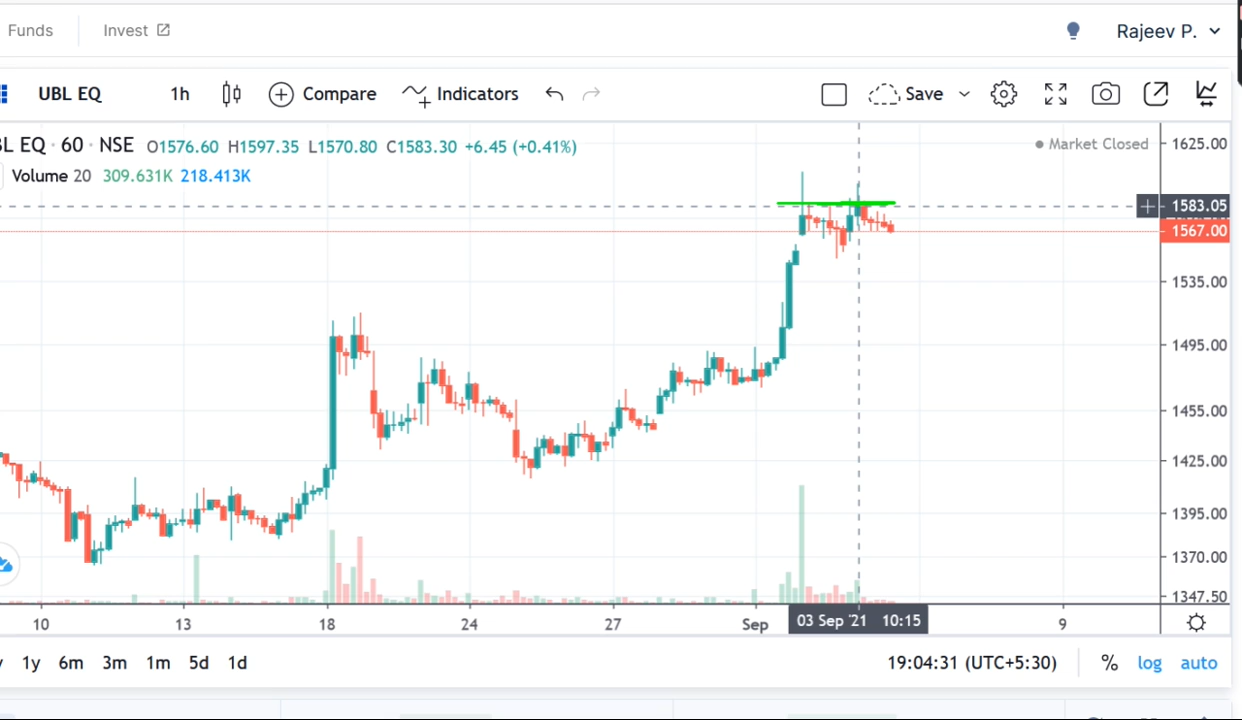 Funds Invest Rajeev P.
UBL EQ 1h Compare Indicators Save
BL EQ · 60 · NSE O1576.60 H1597.35 L1570.80 C1583.30 +6.45 (+0.41%) Market Closed 1625.00
Volume 20 309.631K 218.413K
1583.05
1567.00
1535.00
1495.00
1455.00
1425.00
1395.00
1370.00
1347.50
10 13 18 24 27 Sep 03 Sep '21 10:15 9
y 1y 6m 3m 1m 5d 1d 19:04:31 (UTC+5:30) % log auto